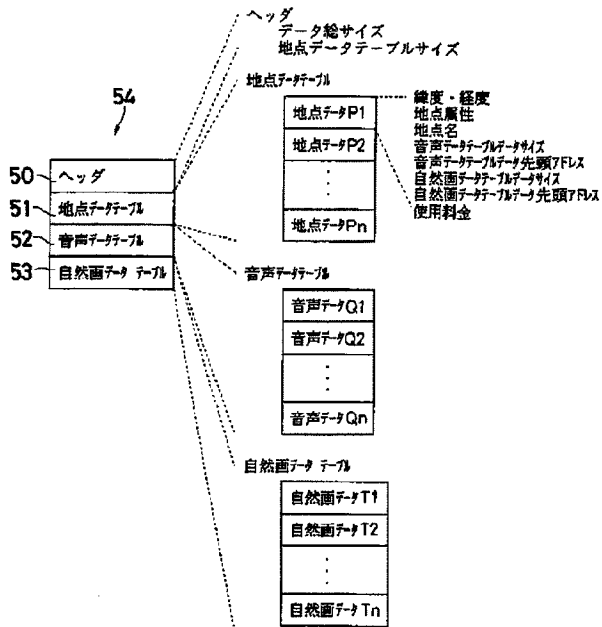 ヘッダ
データ総サイズ
地点データテーブルサイズ
地点データテーブル
54
50
ヘッダ
51
地点データテーブル
52
音声データテーブル
53
自然画データ テーブル
地点データP1
地点データP2
地点データPn
緯度・経度
地点属性
地点名
音声データテーブルデータサイズ
音声データテーブルデータ先頭アドレス
自然画データテーブルデータサイズ
自然画データテーブルデータ先頭アドレス
使用料金
音声データテーブル
音声データQ1
音声データQ2
音声データQn
自然画データ テーブル
自然画データT1
自然画データT2
自然画データTn